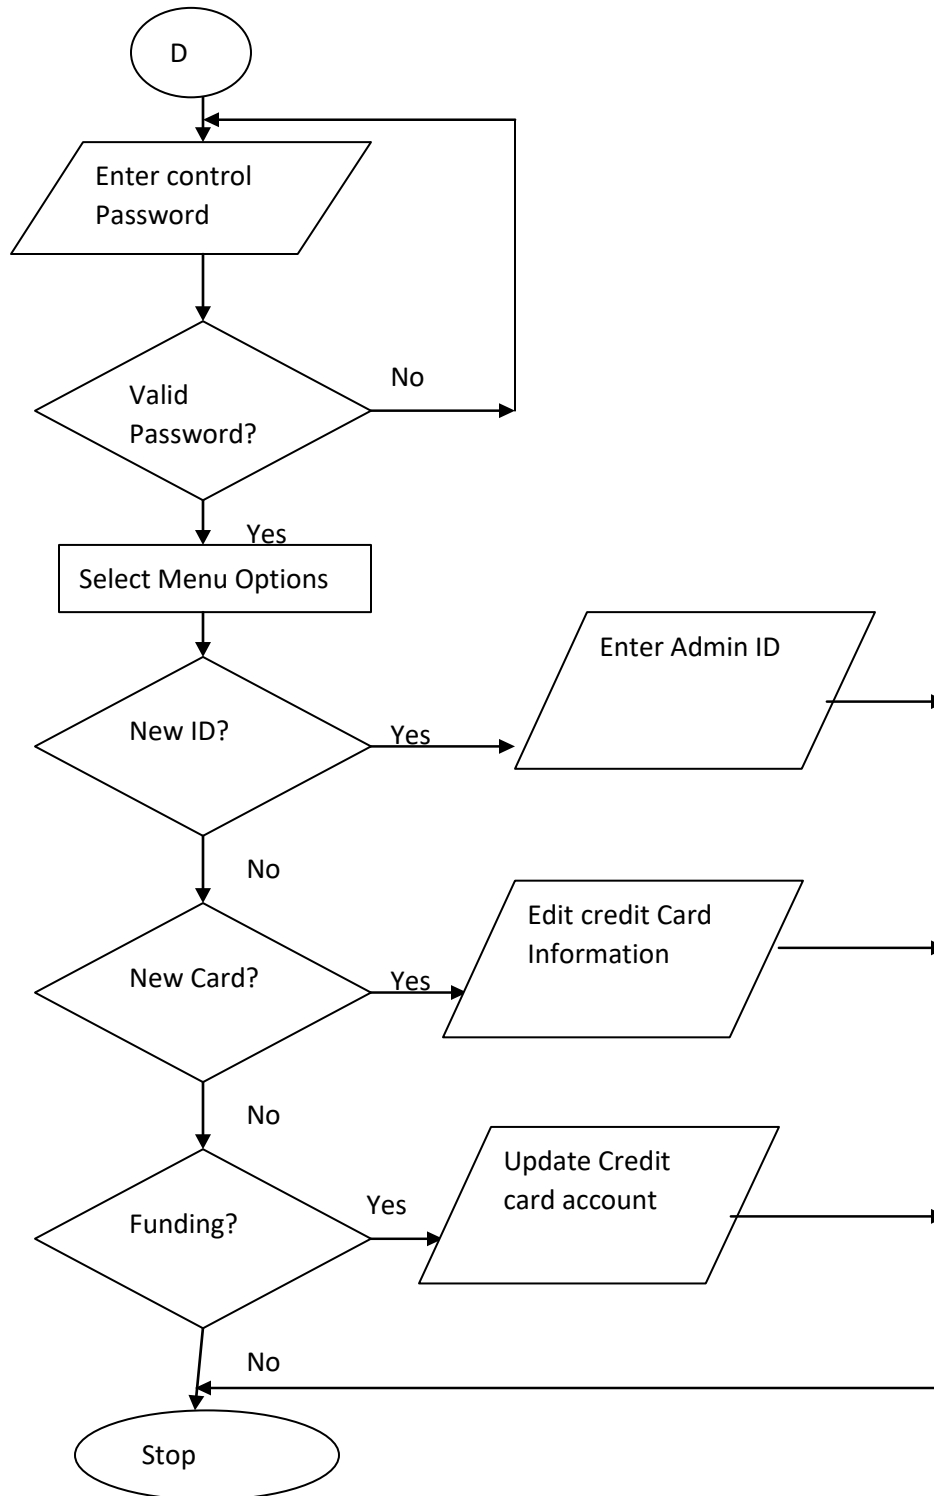 D
Enter control
Password
No
Valid
Password?
Yes
Select Menu Options
Enter Admin ID
New ID?
Yes
No
Edit credit Card
Information
New Card?
Yes
No
Update Credit
card account
Yes
Funding?
No
Stop